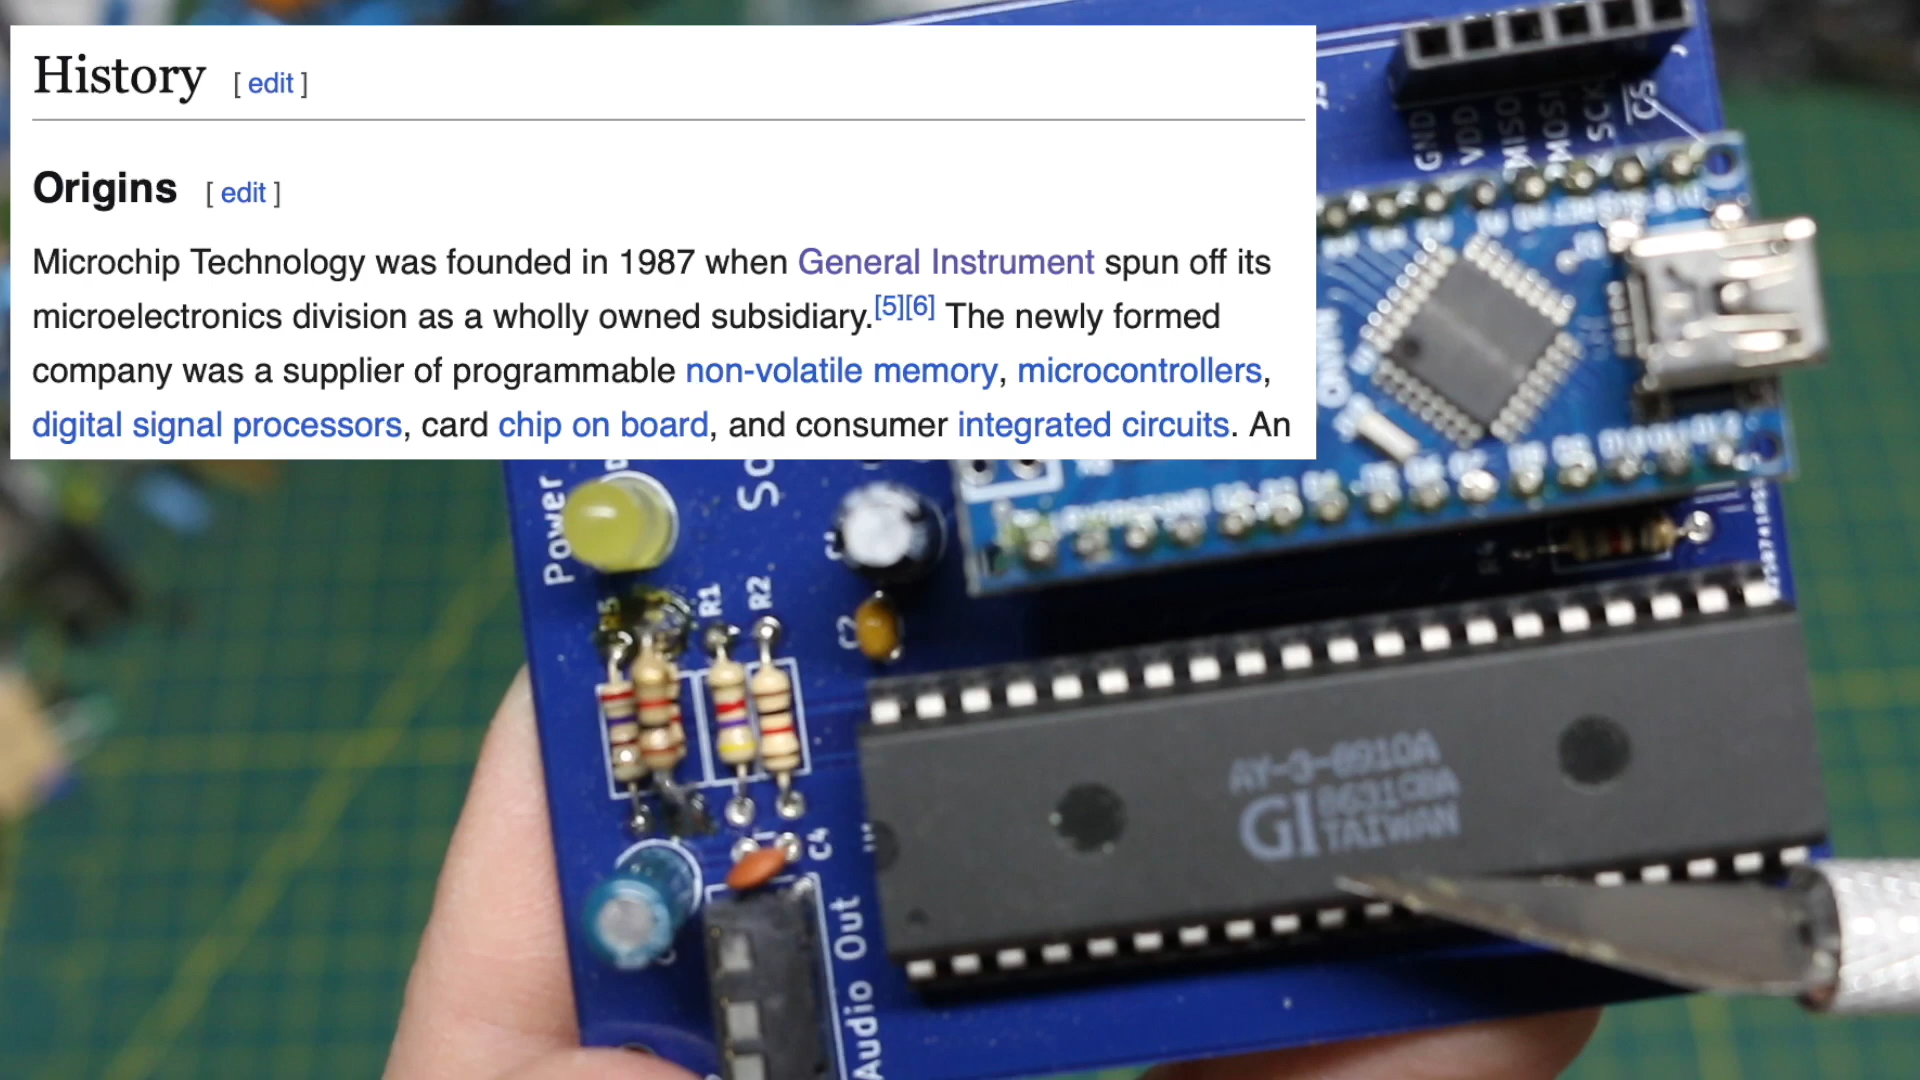 History [ edit ]
Origins [ edit ]
Microchip Technology was founded in 1987 when General Instrument spun off its
microelectronics division as a wholly owned subsidiary.[5][6] The newly formed
company was a supplier of programmable non-volatile memory, microcontrollers,
digital signal processors, card chip on board, and consumer integrated circuits. An
GND
VDD
MISO
MOSI
SCK
CS
Power
So
R1
R2
C2
C4
Audio Out
AY-3-8910A
GI 8631CBA
TAIWAN